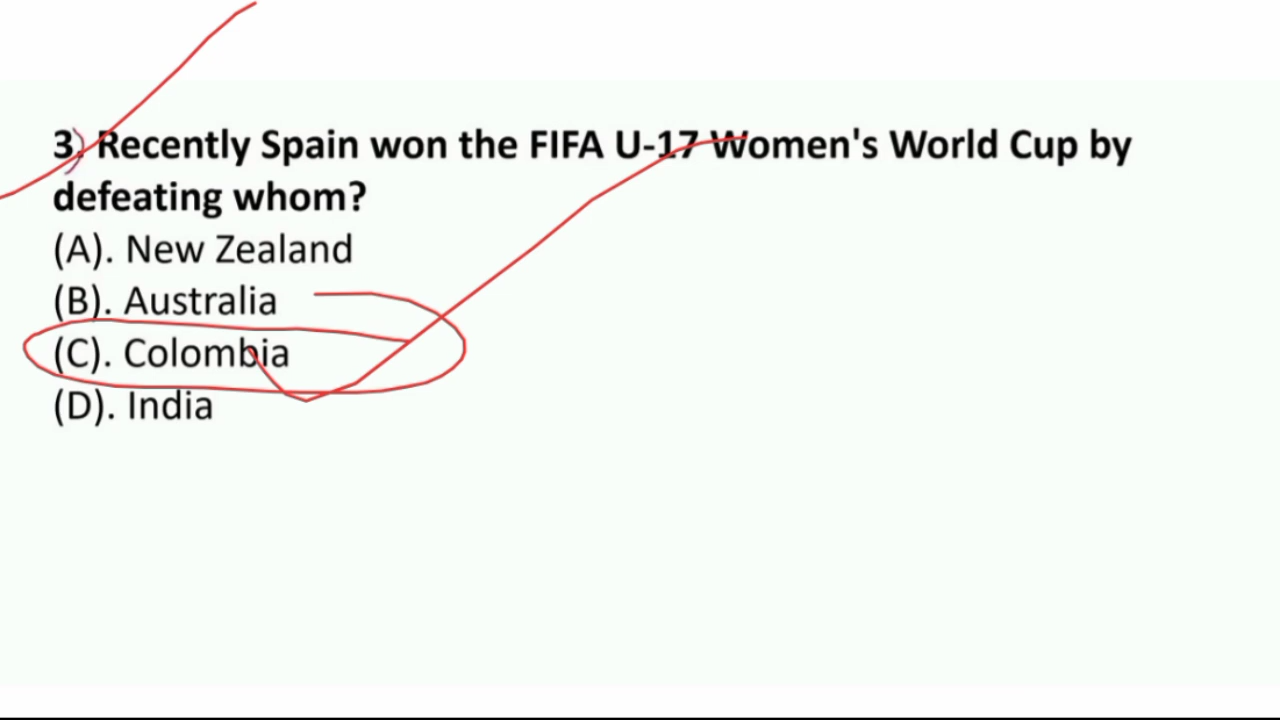 3). Recently Spain won the FIFA U-17 Women's World Cup by
defeating whom?
(A). New Zealand
(B). Australia
(C). Colombia
(D). India